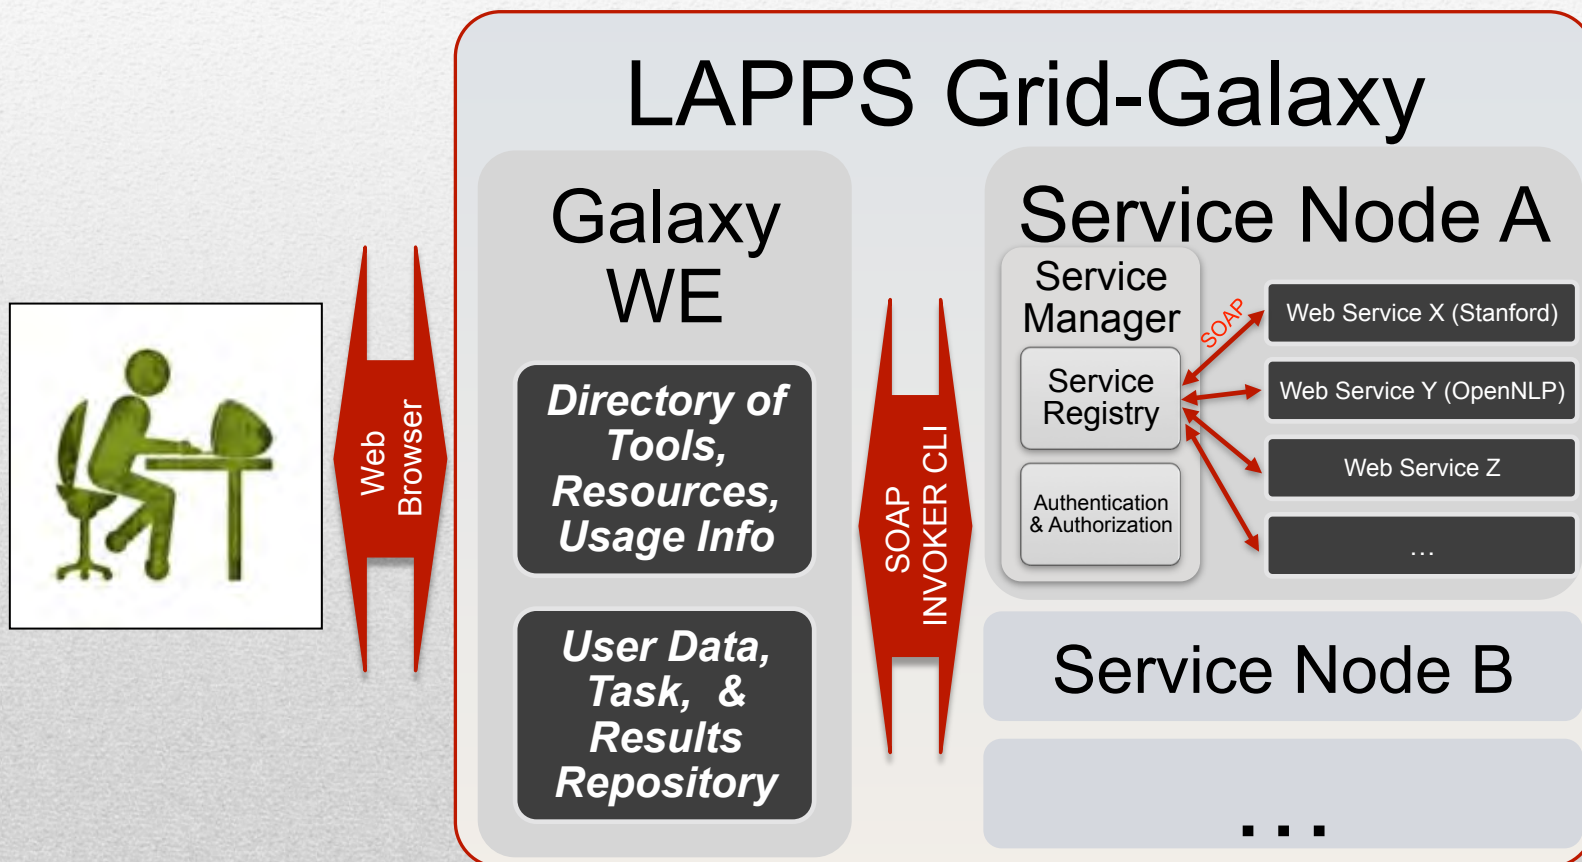 LAPPS Grid-Galaxy
Web
Browser
Galaxy
WE
Directory of
Tools,
Resources,
Usage Info
User Data,
Task, &
Results
Repository
SOAP
INVOKER CLI
Service Node A
Service
Manager
Service
Registry
Authentication
& Authorization
SOAP
Web Service X (Stanford)
Web Service Y (OpenNLP)
Web Service Z
...
Service Node B
...